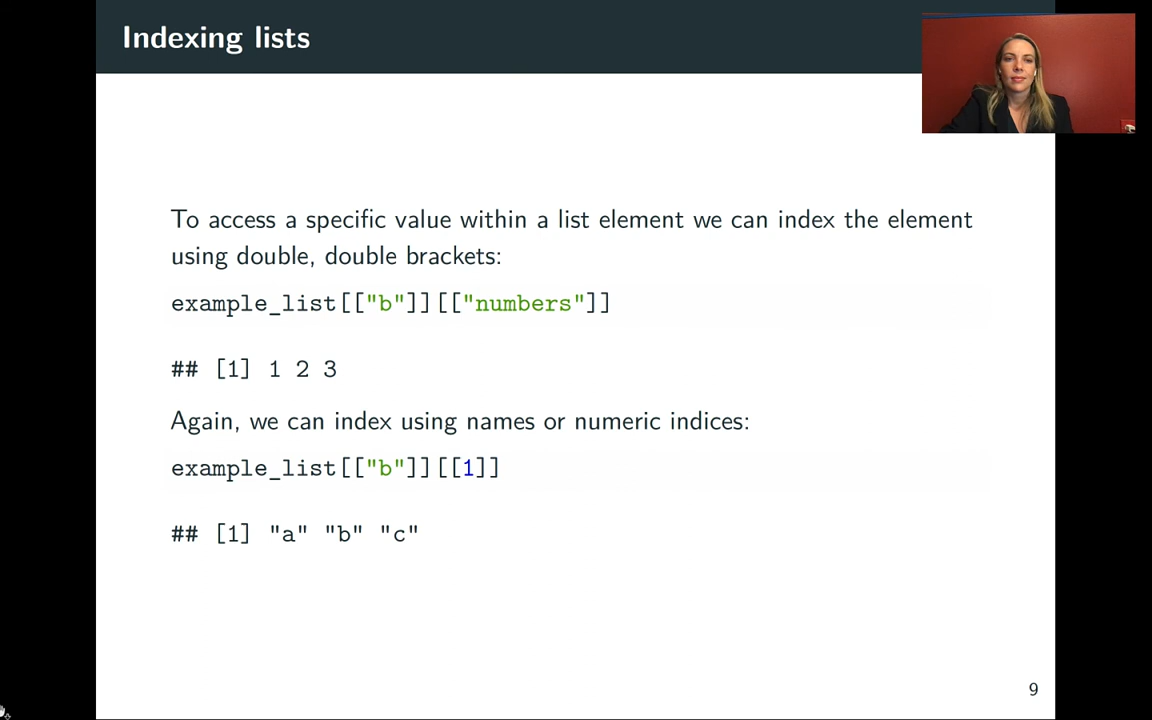 Indexing lists
To access a specific value within a list element we can index the element
using double, double brackets:
example_list[["b"]][["numbers"]]
## [1] 1 2 3
Again, we can index using names or numeric indices:
example_list[["b"]][[1]]
## [1] "a" "b" "c"
9